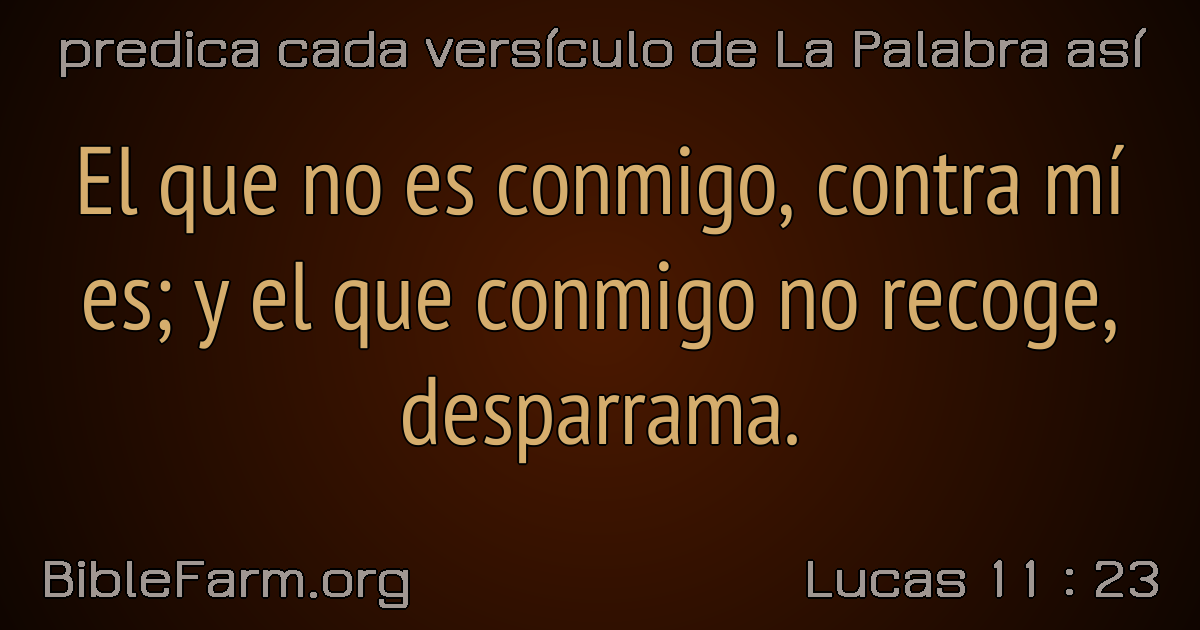 predica cada versículo de La Palabra así
El que no es conmigo, contra mí
es; y el que conmigo no recoge,
desparrama.
BibleFarm.org
Lucas 11 : 23